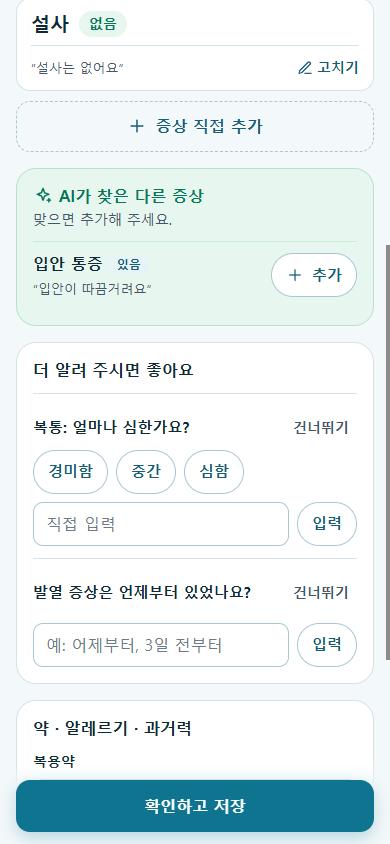 설사 없음
“설사는 없어요” 고치기
+ 증상 직접 추가
AI가 찾은 다른 증상
맞으면 추가해 주세요.
입안 통증 있음
“입안이 따끔거려요” + 추가
더 알려 주시면 좋아요
복통: 얼마나 심한가요? 건너뛰기
경미함 중간 심함
직접 입력 입력
발열 증상은 언제부터 있었나요? 건너뛰기
예: 어제부터, 3일 전부터 입력
약 · 알레르기 · 과거력
복용약
확인하고 저장